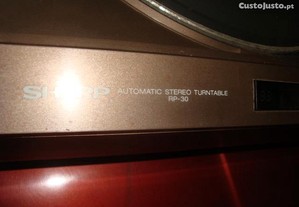 CustoJusto.pt
SHARP
AUTOMATIC STEREO TURNTABLE
RP-30